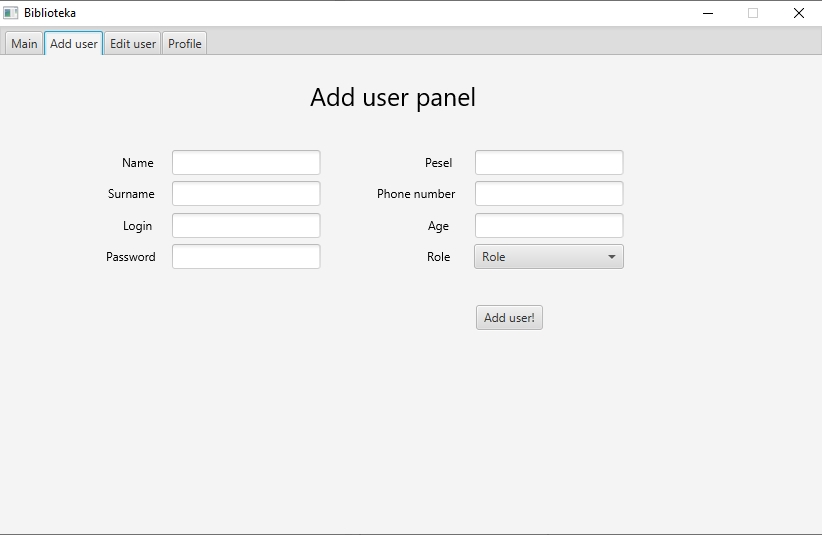 Biblioteka
Main Add user Edit user Profile
Add user panel
Name Pesel
Surname Phone number
Login Age
Password Role Role
Add user!